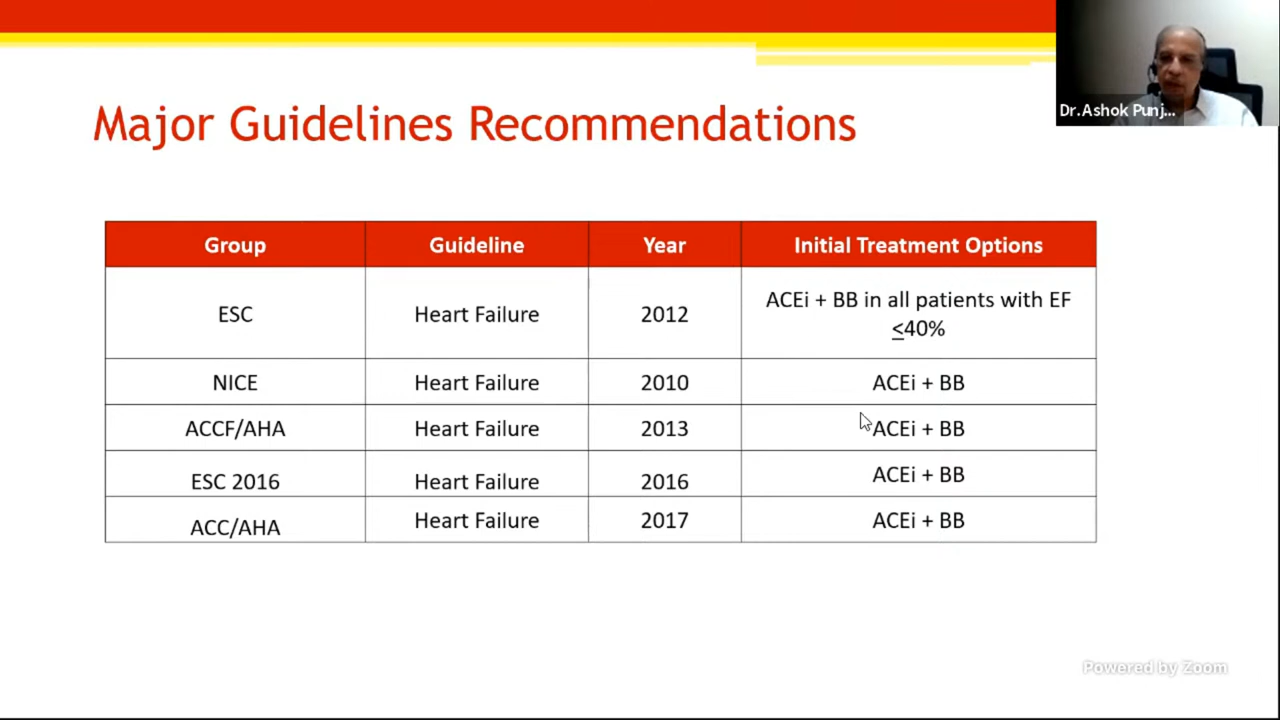 Dr.Ashok Punj...
Major Guidelines Recommendations
Group Guideline Year Initial Treatment Options
ESC Heart Failure 2012 ACEi + BB in all patients with EF
≤40%
NICE Heart Failure 2010 ACEi + BB
ACCF/AHA Heart Failure 2013 ACEi + BB
ESC 2016 Heart Failure 2016 ACEi + BB
ACC/AHA Heart Failure 2017 ACEi + BB
Powered by Zoom